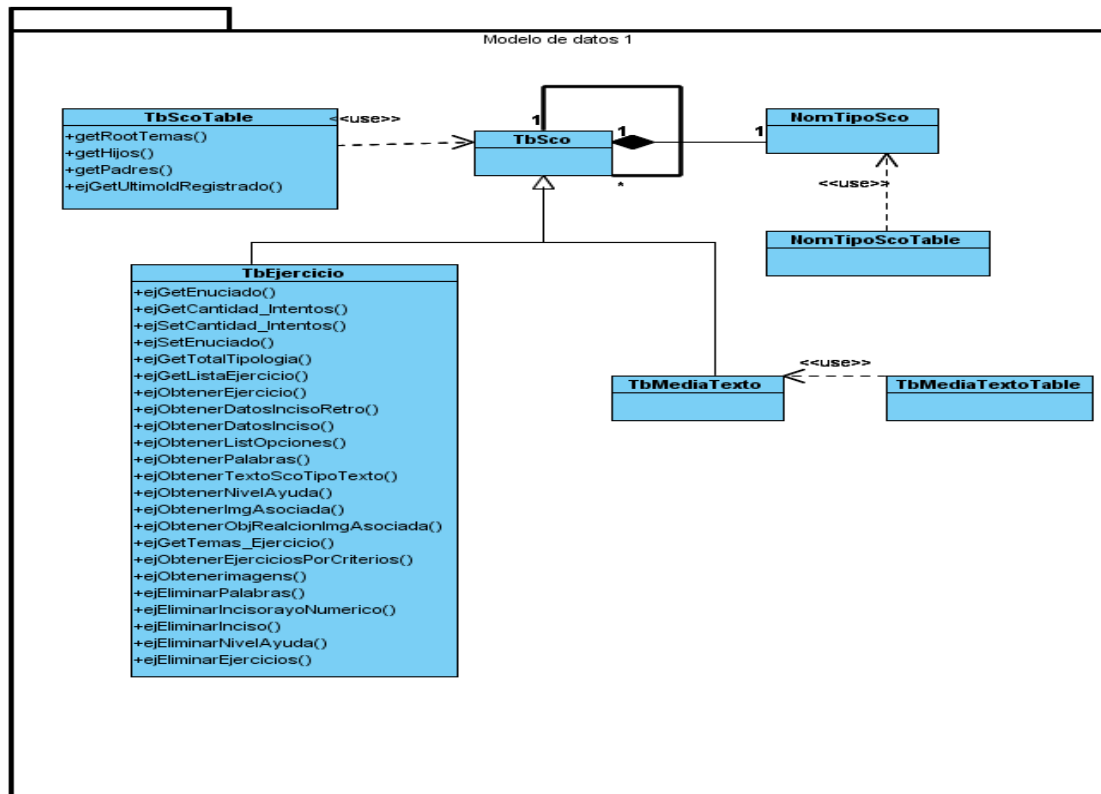 Modelo de datos 1
TbScoTable
+getRootTemas()
+getHijos()
+getPadres()
+ejGetUltimoIdRegistrado()
<<use>>
1
TbSco
1
*
1
NomTipoSco
<<use>>
NomTipoScoTable
TbEjercicio
+ejGetEnuciado()
+ejGetCantidad_Intentos()
+ejSetCantidad_Intentos()
+ejSetEnuciado()
+ejGetTotalTipologia()
+ejGetListaEjercicio()
+ejObtenerEjercicio()
+ejObtenerDatosIncisoRetro()
+ejObtenerDatosInciso()
+ejObtenerListOpciones()
+ejObtenerPalabras()
+ejObtenerTextoScoTipoTexto()
+ejObtenerNivelAyuda()
+ejObtenerImgAsociada()
+ejObtenerObjRealcionImgAsociada()
+ejGetTemas_Ejercicio()
+ejObtenerEjerciciosPorCriterios()
+ejObtenerimagens()
+ejEliminarPalabras()
+ejEliminarIncisorayoNumerico()
+ejEliminarInciso()
+ejEliminarNivelAyuda()
+ejEliminarEjercicios()
TbMediaTexto
<<use>>
TbMediaTextoTable